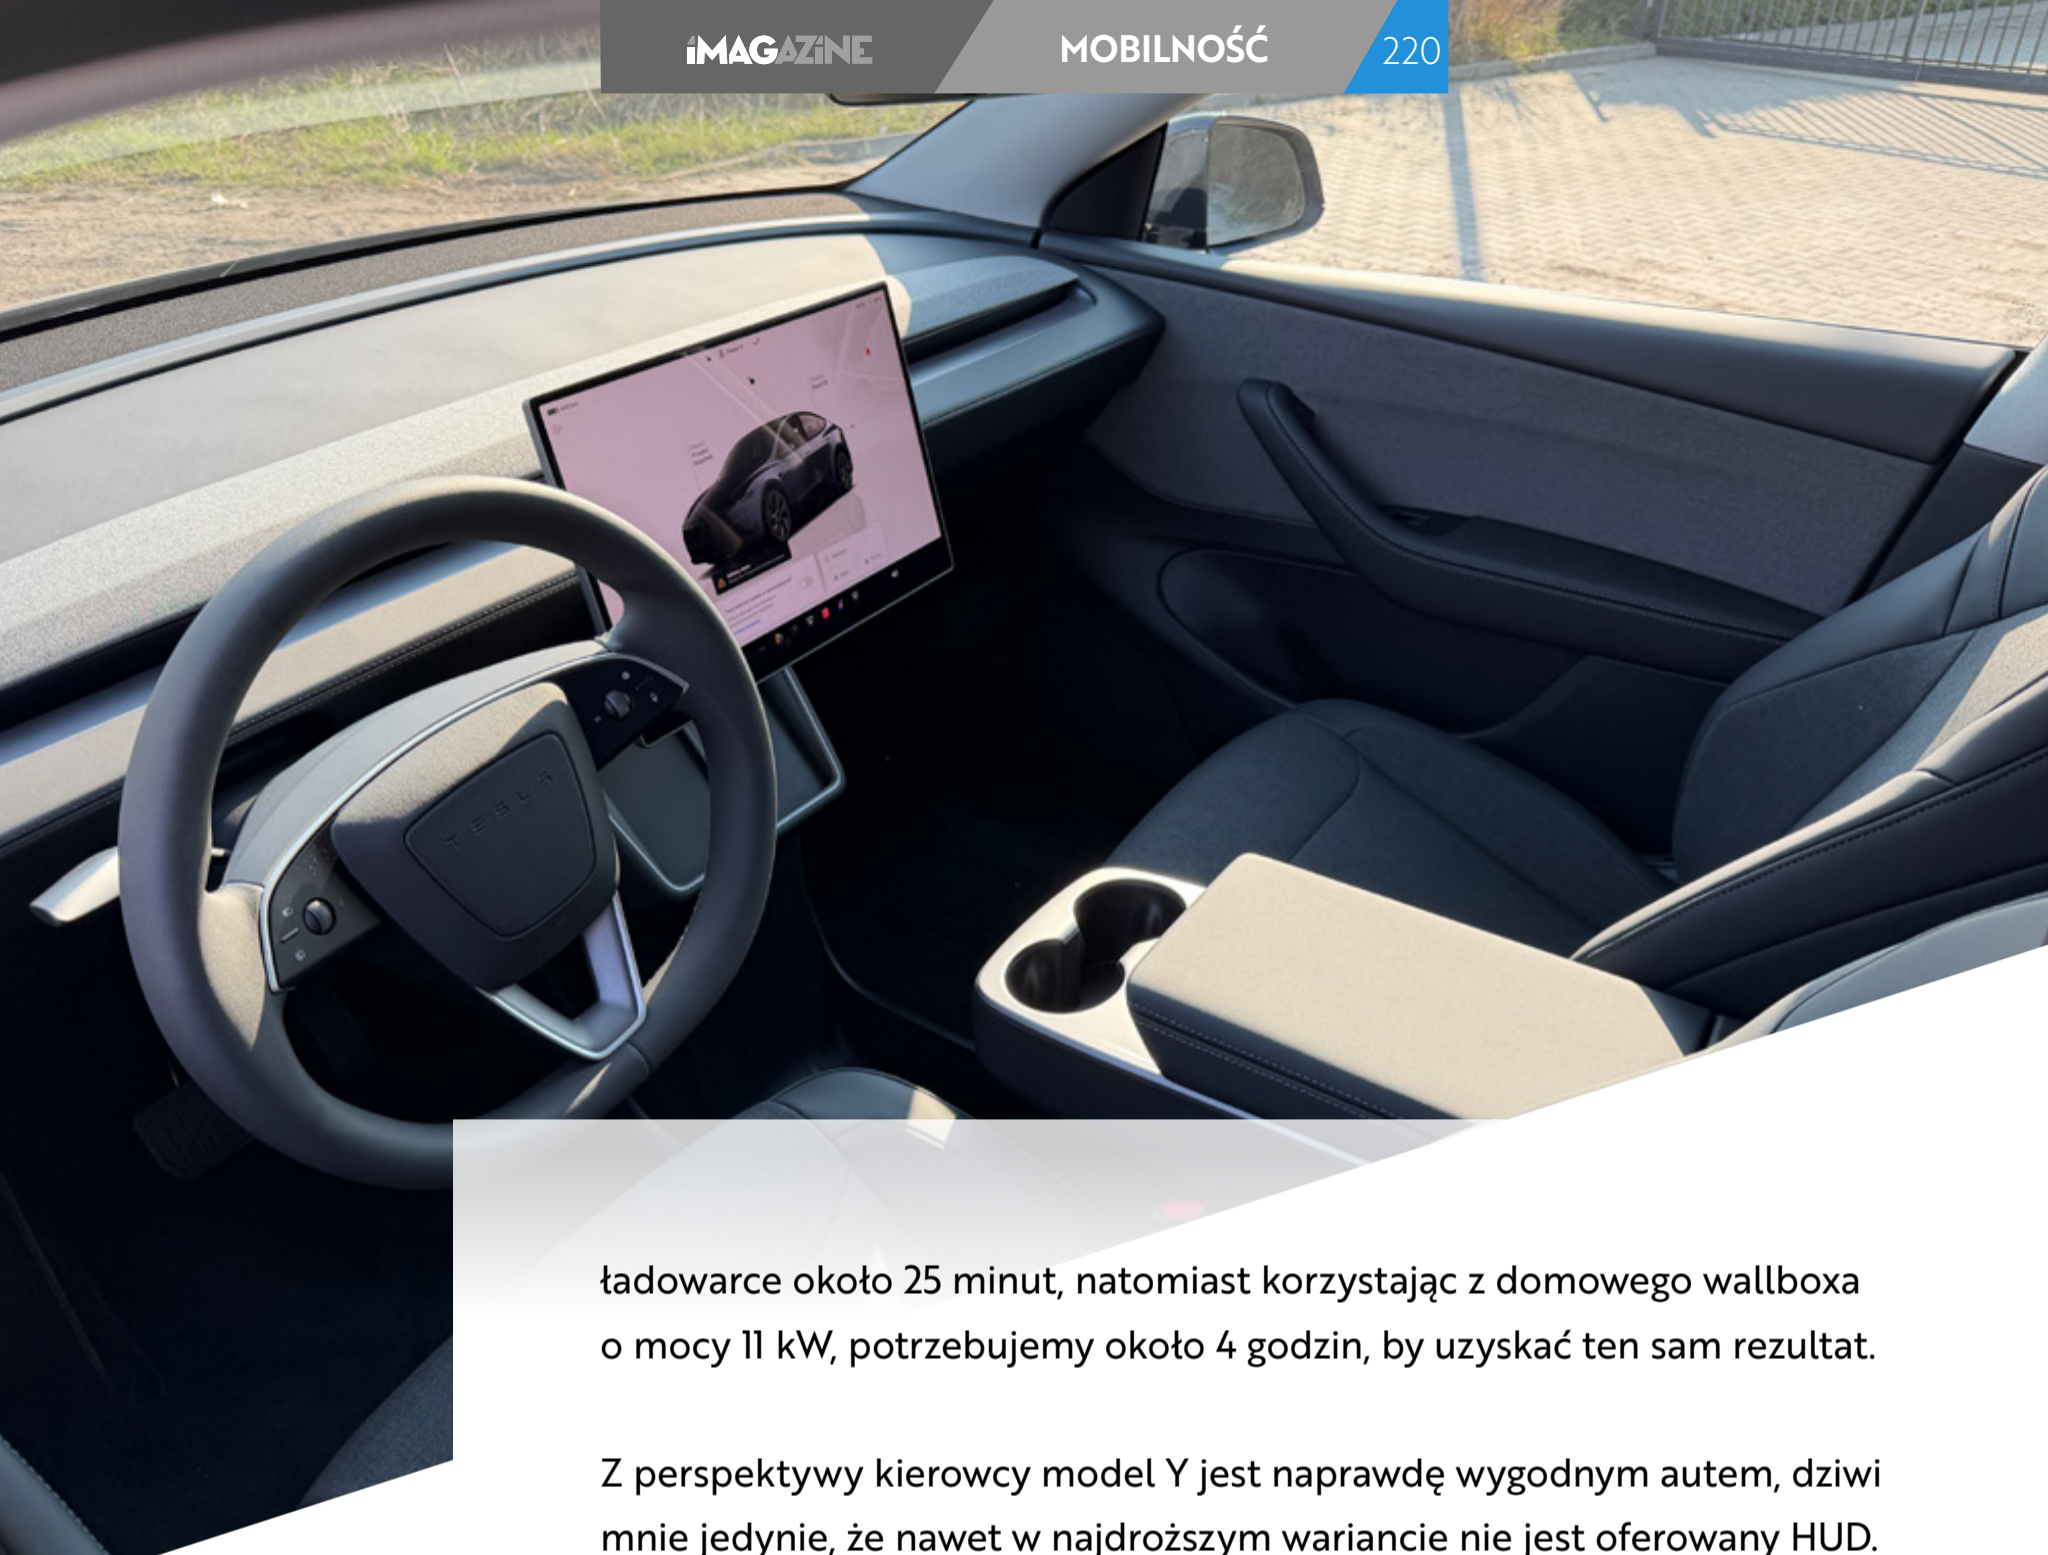 iMAGAZINE
MOBILNOŚĆ
220
TESLA
ładowarce około 25 minut, natomiast korzystając z domowego wallboxa
o mocy 11 kW, potrzebujemy około 4 godzin, by uzyskać ten sam rezultat.
Z perspektywy kierowcy model Y jest naprawdę wygodnym autem, dziwi
mnie jedynie, że nawet w najdroższym wariancie nie jest oferowany HUD.